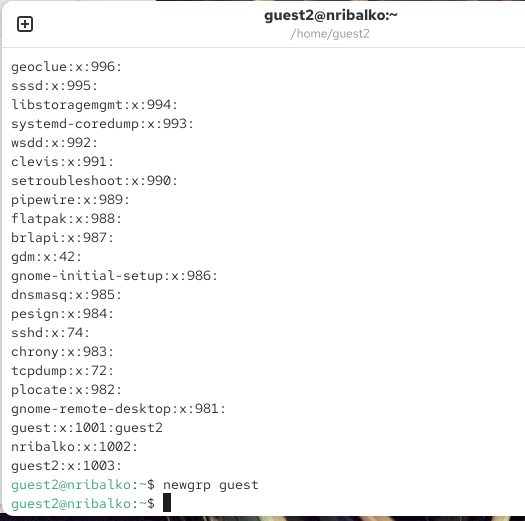 guest2@nribalko:~
/home/guest2
geoclue:x:996:
sssd:x:995:
libstoragemgmt:x:994:
systemd-coredump:x:993:
wsdd:x:992:
clevis:x:991:
setroubleshoot:x:990:
pipewire:x:989:
flatpak:x:988:
brlapi:x:987:
gdm:x:42:
gnome-initial-setup:x:986:
dnsmasq:x:985:
pesign:x:984:
sshd:x:74:
chrony:x:983:
tcpdump:x:72:
plocate:x:982:
gnome-remote-desktop:x:981:
guest:x:1001:guest2
nribalko:x:1002:
guest2:x:1003:
guest2@nribalko:~$ newgrp guest
guest2@nribalko:~$